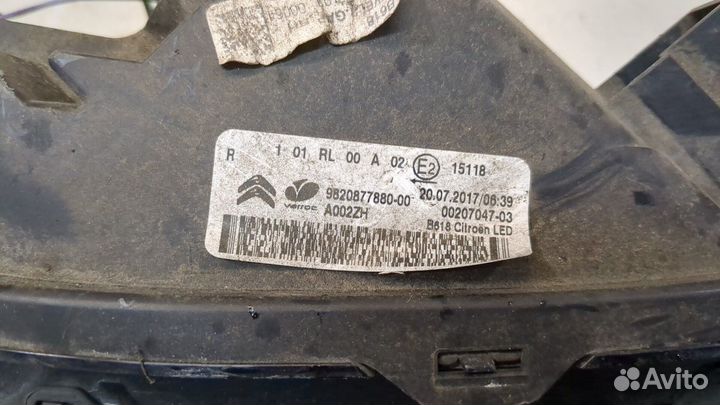 R 1 01 RL 00 A 02 E2 15118
varroc 9820877880-00 20.07.2017/06:39
A002ZH 00207047-03
B618 Citroën LED
Avito